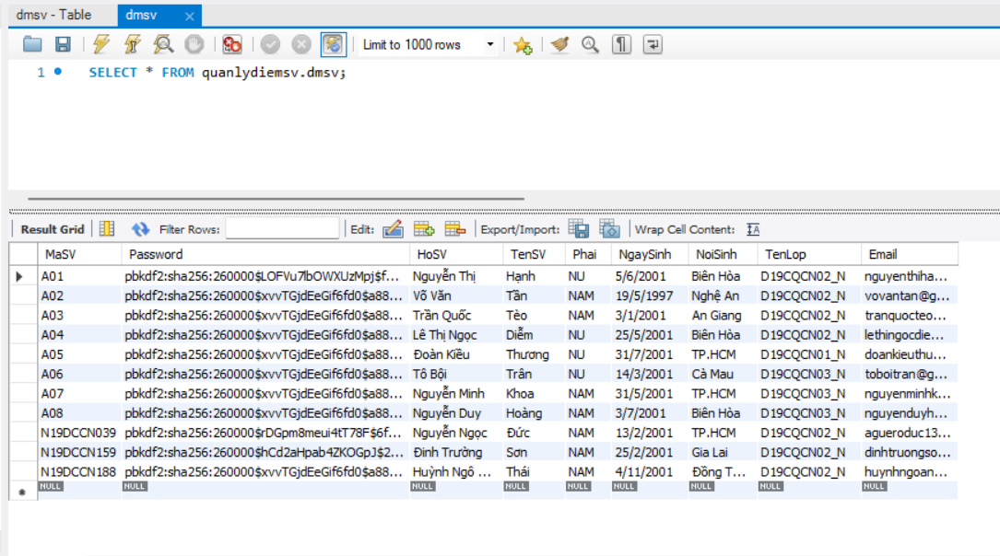 dmsv - Table dmsv
Limit to 1000 rows
1 SELECT * FROM quanlydiemsv.dmsv;
Result Grid Filter Rows: Edit: Export/Import: Wrap Cell Content:
MaSV Password HoSV TenSV Phai NgaySinh NoiSinh TenLop Email
A01 pbkdf2:sha256:260000$LOFVu7lbOWXUzMpj$f... Nguyễn Thị Hạnh NU 5/6/2001 Biên Hòa D19CQCN02_N nguyenthiha...
A02 pbkdf2:sha256:260000$xvvTGjdEeGif6fd0$a88... Võ Văn Tần NAM 19/5/1997 Nghệ An D19CQCN02_N vovantan@g...
A03 pbkdf2:sha256:260000$xvvTGjdEeGif6fd0$a88... Trần Quốc Tèo NAM 3/1/2001 An Giang D19CQCN02_N tranquocteo...
A04 pbkdf2:sha256:260000$xvvTGjdEeGif6fd0$a88... Lê Thị Ngọc Diễm NU 25/5/2001 Biên Hòa D19CQCN02_N lethingocdie...
A05 pbkdf2:sha256:260000$xvvTGjdEeGif6fd0$a88... Đoàn Kiều Thương NU 31/7/2001 TP.HCM D19CQCN01_N doankieuthu...
A06 pbkdf2:sha256:260000$xvvTGjdEeGif6fd0$a88... Tô Bội Trân NU 14/3/2001 Cà Mau D19CQCN03_N toboitran@g...
A07 pbkdf2:sha256:260000$xvvTGjdEeGif6fd0$a88... Nguyễn Minh Khoa NAM 31/5/2001 TP.HCM D19CQCN03_N nguyenminhk...
A08 pbkdf2:sha256:260000$xvvTGjdEeGif6fd0$a88... Nguyễn Duy Hoàng NAM 3/7/2001 Biên Hòa D19CQCN03_N nguyenduyh...
N19DCCN039 pbkdf2:sha256:260000$rDGpm8meui4tT78F$6f... Nguyễn Ngọc Đức NAM 13/2/2001 TP.HCM D19CQCN02_N agueroduc13...
N19DCCN159 pbkdf2:sha256:260000$hCd2aHpab4ZKOGpJ$2... Đinh Trường Sơn NAM 25/2/2001 Gia Lai D19CQCN02_N dinhtruongso...
N19DCCN188 pbkdf2:sha256:260000$xvvTGjdEeGif6fd0$a88... Huỳnh Ngô ... Thái NAM 4/11/2001 Đồng T... D19CQCN02_N huynhngoan...
NULL NULL NULL NULL NULL NULL NULL NULL NULL